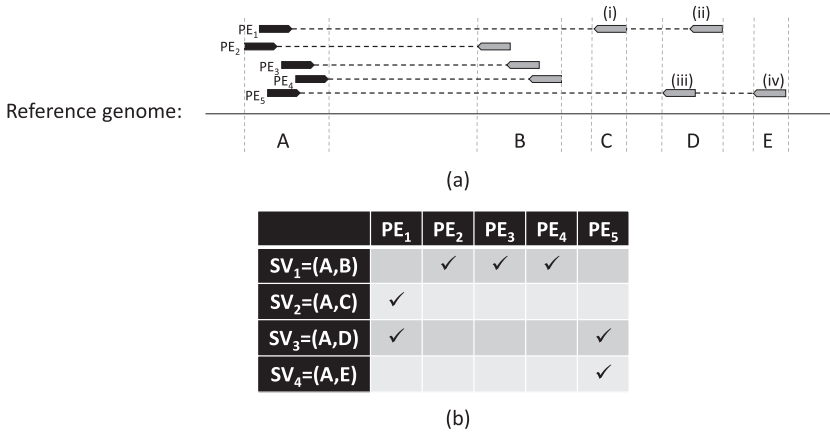 (i) (ii)
PE₁
PE₂
PE₃
PE₄
(iii) (iv)
PE₅
Reference genome:
A B C D E
(a)
PE₁ PE₂ PE₃ PE₄ PE₅
SV₁=(A,B) ✓ ✓ ✓
SV₂=(A,C) ✓
SV₃=(A,D) ✓ ✓
SV₄=(A,E) ✓
(b)